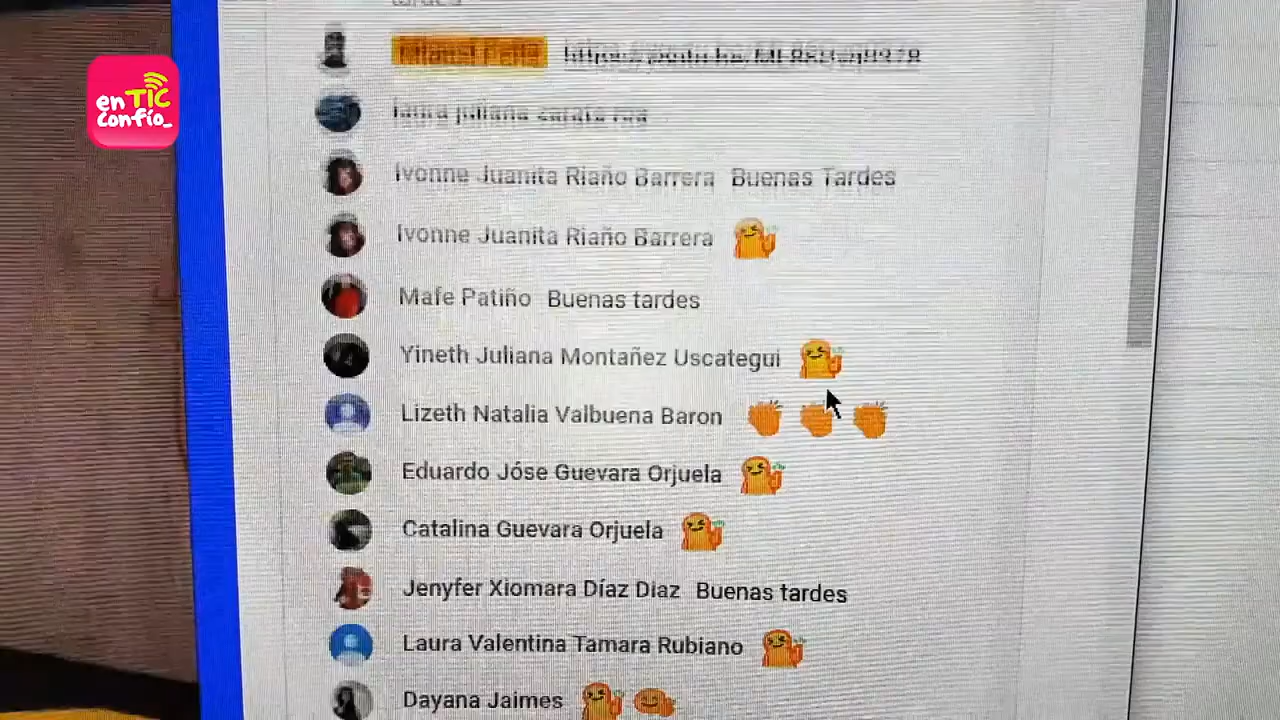 en TIC
confío_
Ivonne Juanita Riaño Barrera Buenas Tardes
Ivonne Juanita Riaño Barrera
Mafe Patiño Buenas tardes
Yineth Juliana Montañez Uscategui
Lizeth Natalia Valbuena Baron
Eduardo Jóse Guevara Orjuela
Catalina Guevara Orjuela
Jenyfer Xiomara Díaz Diaz Buenas tardes
Laura Valentina Tamara Rubiano
Dayana Jaimes